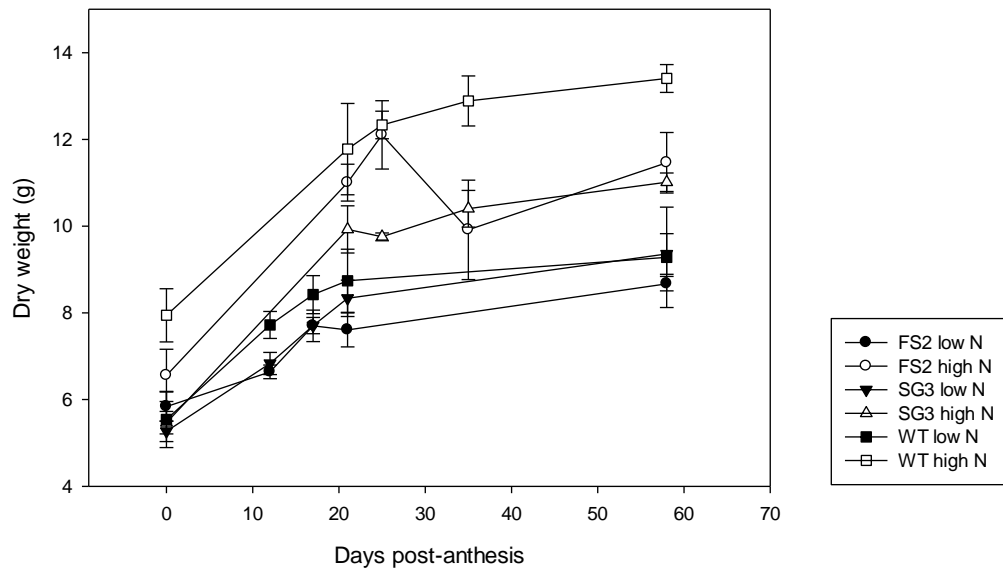 14
12
10
8
6
4
Dry weight (g)
0 10 20 30 40 50 60 70
Days post-anthesis
FS2 low N
FS2 high N
SG3 low N
SG3 high N
WT low N
WT high N